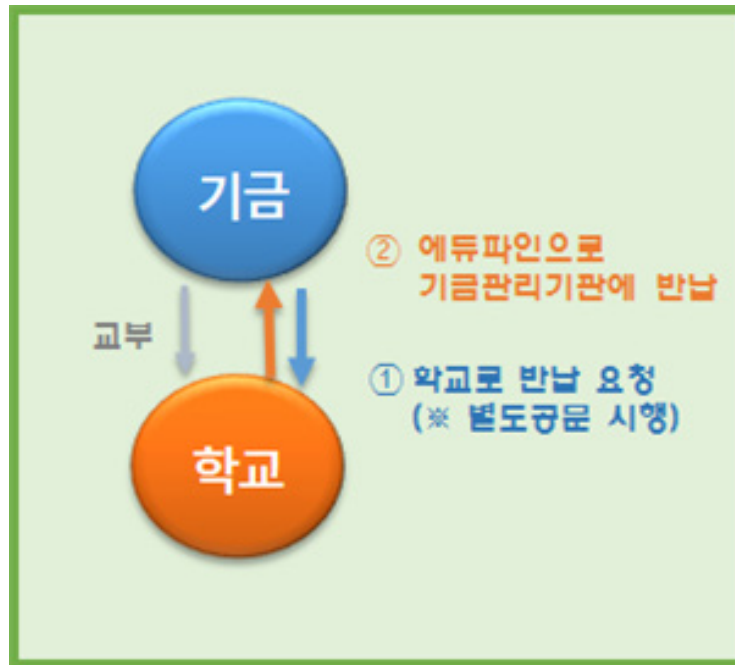 기금
② 에듀파인으로
기금관리기관에 반납
교부
① 학교로 반납 요청
(※ 별도공문 시행)
학교